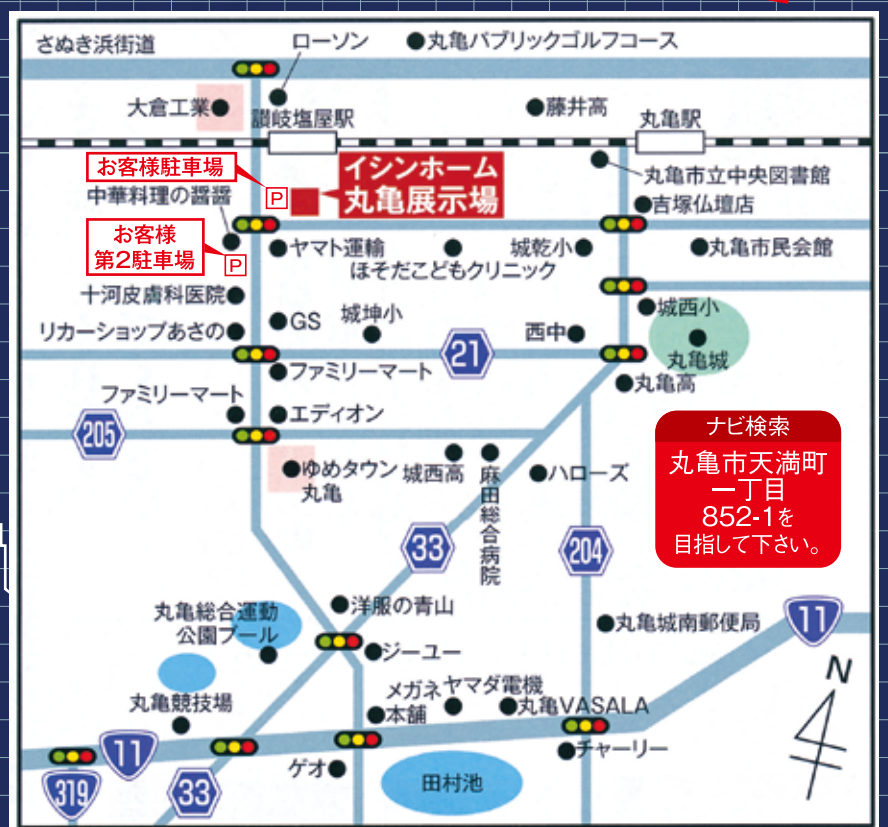 さぬき浜街道
ローソン
丸亀パブリックゴルフコース
大倉工業
讃岐塩屋駅
藤井高
丸亀駅
お客様駐車場
P
イシンホーム
丸亀展示場
丸亀市立中央図書館
中華料理の醤醤
吉塚仏壇店
お客様
第2駐車場
P
ヤマト運輸
ほそだこどもクリニック
城乾小
丸亀市民会館
十河皮膚科医院
GS
城坤小
城西小
リカーショップあさの
西中
21
丸亀城
ファミリーマート
丸亀高
ファミリーマート
エディオン
205
ナビ検索
丸亀市天満町
一丁目
852-1を
目指して下さい。
ゆめタウン
丸亀
城西高
麻田総合病院
ハローズ
33
204
丸亀総合運動
公園プール
洋服の青山
丸亀城南郵便局
11
ジーユー
N
丸亀競技場
メガネ
本舗
ヤマダ電機
丸亀VASALA
11
チャーリー
ゲオ
田村池
319
33